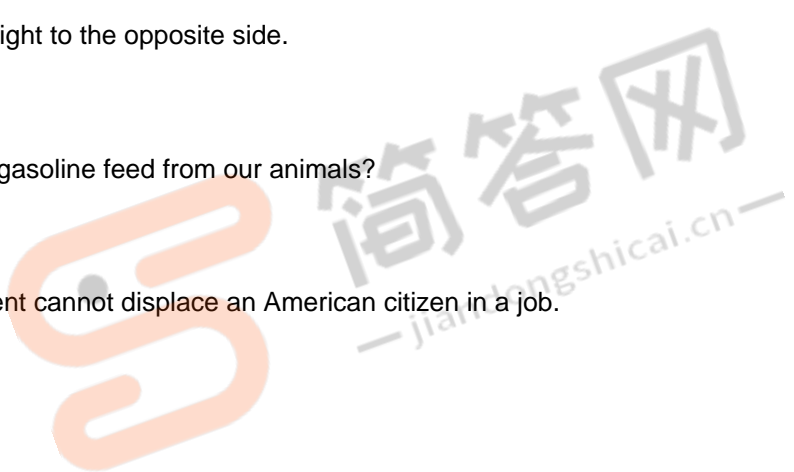 ight to the opposite side.
gasoline feed from our animals?
简答网
ent cannot displace an American citizen in a job.
— jiandongshicai.cn —